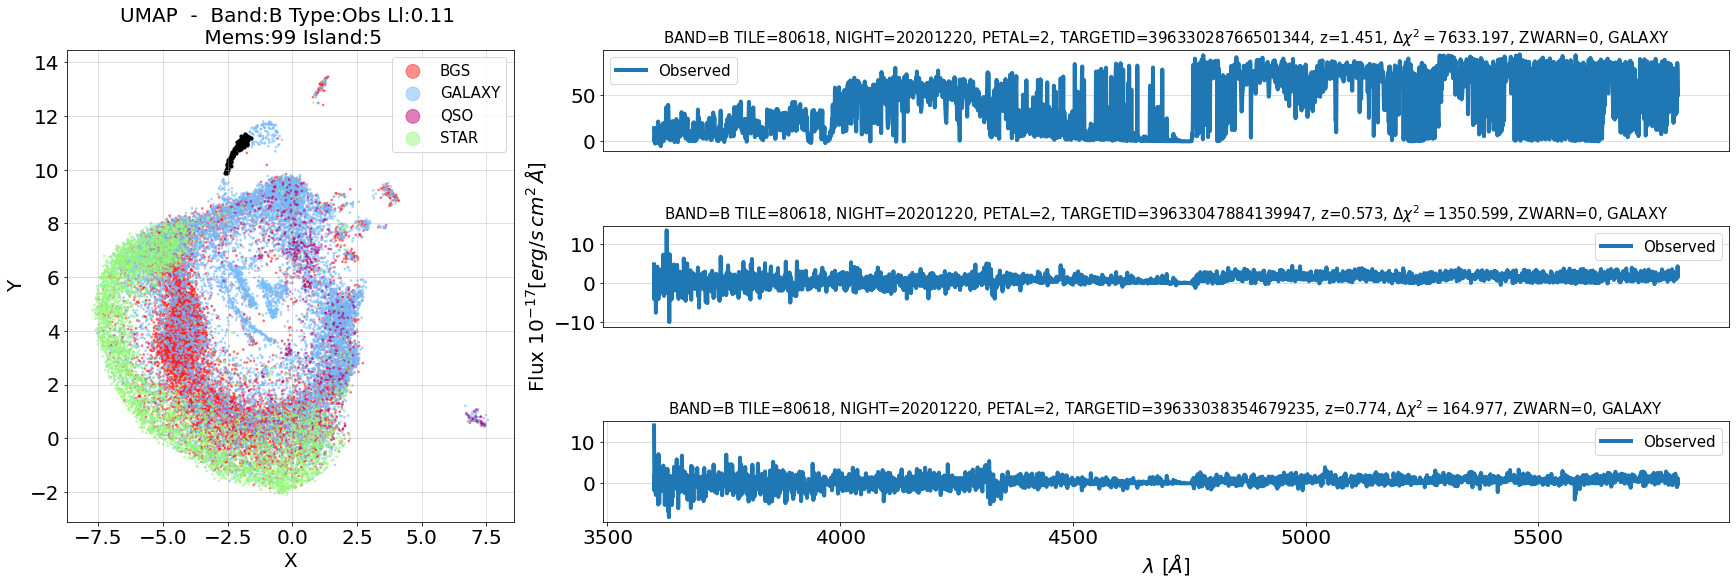 UMAP - Band:B Type:Obs Ll:0.11
Mems:99 Island:5
14
12
10
8
6
4
2
0
−2
Y
−7.5 −5.0 −2.5 0.0 2.5 5.0 7.5
X
BGS
GALAXY
QSO
STAR
Flux 10⁻¹⁷[erg/s cm² Å]
BAND=B TILE=80618, NIGHT=20201220, PETAL=2, TARGETID=39633028766501344, z=1.451, Δχ² = 7633.197, ZWARN=0, GALAXY
Observed
50
0
BAND=B TILE=80618, NIGHT=20201220, PETAL=2, TARGETID=39633047884139947, z=0.573, Δχ² = 1350.599, ZWARN=0, GALAXY
Observed
10
0
−10
BAND=B TILE=80618, NIGHT=20201220, PETAL=2, TARGETID=39633038354679235, z=0.774, Δχ² = 164.977, ZWARN=0, GALAXY
Observed
10
0
3500 4000 4500 5000 5500
λ [Å]